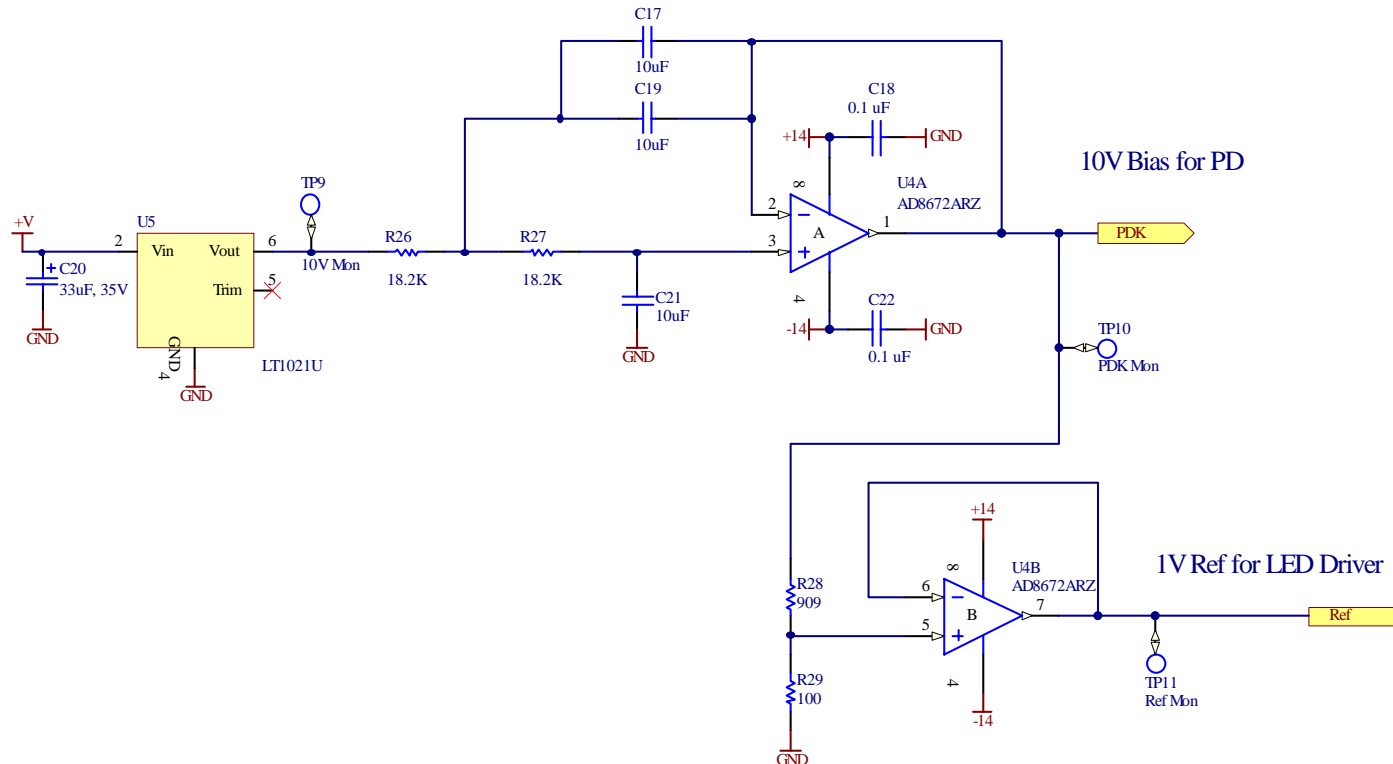 C17
10uF
C19
10uF
C18
0.1 uF
+14
GND
10V Bias for PD
TP9
8
U4A
AD8672ARZ
+V
U5
2
Vin
Vout
6
10V Mon
R26
18.2K
R27
18.2K
2
3
A
1
PDK
+
C20
33uF, 35V
GND
Trim
5
GND
4
LT1021U
GND
C21
10uF
GND
4
-14
C22
0.1 uF
GND
TP10
PDK Mon
+14
1V Ref for LED Driver
8
U4B
AD8672ARZ
R28
909
6
5
B
7
Ref
R29
100
4
-14
TP11
Ref Mon
GND